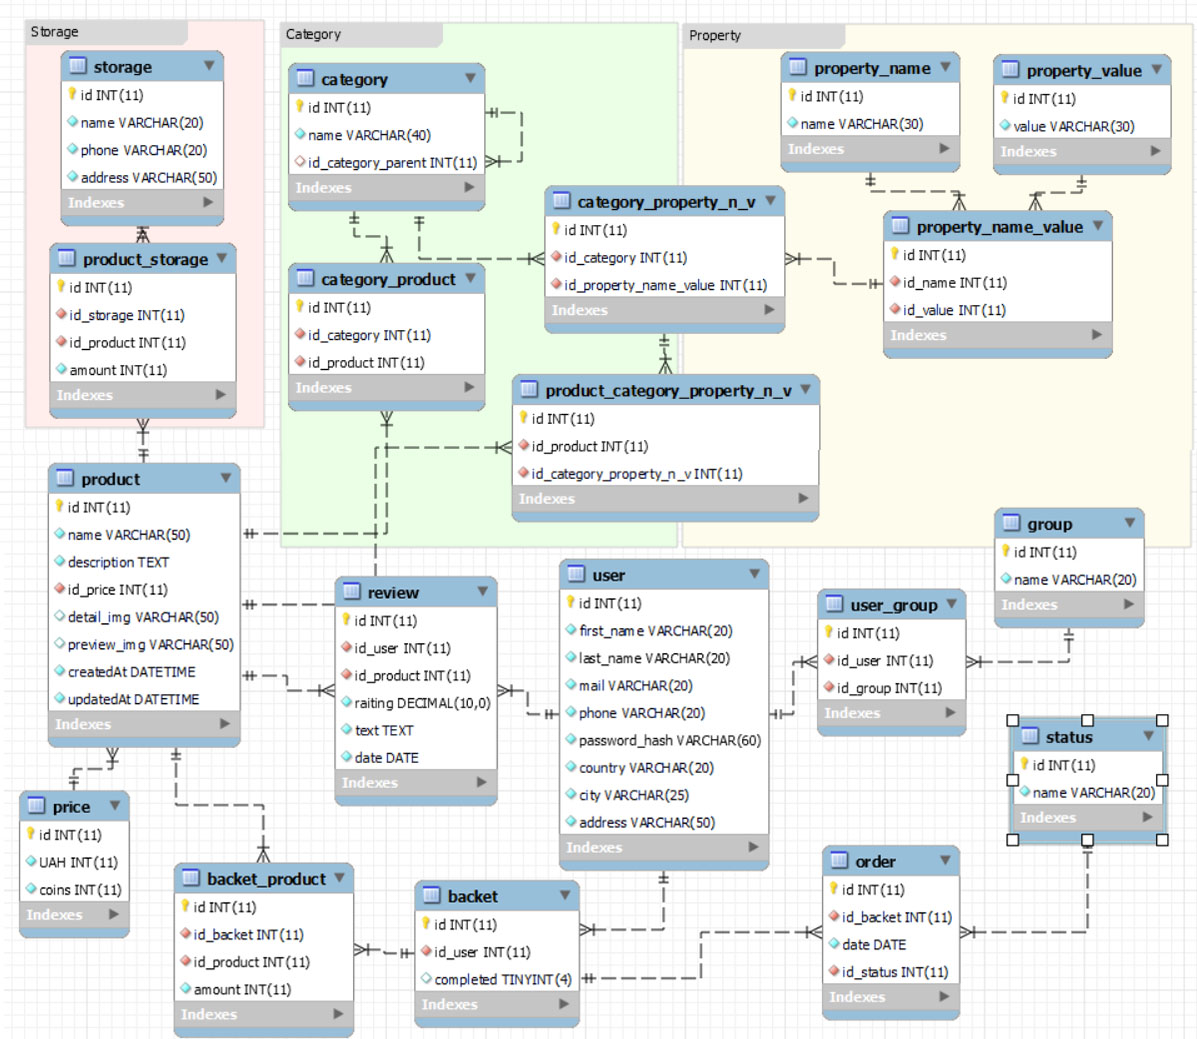 Storage
storage
id INT(11)
name VARCHAR(20)
phone VARCHAR(20)
address VARCHAR(50)
Indexes
product_storage
id INT(11)
id_storage INT(11)
id_product INT(11)
amount INT(11)
Indexes
Category
category
id INT(11)
name VARCHAR(40)
id_category_parent INT(11)
Indexes
category_product
id INT(11)
id_category INT(11)
id_product INT(11)
Indexes
category_property_n_v
id INT(11)
id_category INT(11)
id_property_name_value INT(11)
Indexes
product_category_property_n_v
id INT(11)
id_product INT(11)
id_category_property_n_v INT(11)
Indexes
Property
property_name
id INT(11)
name VARCHAR(30)
Indexes
property_value
id INT(11)
value VARCHAR(30)
Indexes
property_name_value
id INT(11)
id_name INT(11)
id_value INT(11)
Indexes
product
id INT(11)
name VARCHAR(50)
description TEXT
id_price INT(11)
detail_img VARCHAR(50)
preview_img VARCHAR(50)
createdAt DATETIME
updatedAt DATETIME
Indexes
review
id INT(11)
id_user INT(11)
id_product INT(11)
raiting DECIMAL(10,0)
text TEXT
date DATE
Indexes
user
id INT(11)
first_name VARCHAR(20)
last_name VARCHAR(20)
mail VARCHAR(20)
phone VARCHAR(20)
password_hash VARCHAR(60)
country VARCHAR(20)
city VARCHAR(25)
address VARCHAR(50)
Indexes
user_group
id INT(11)
id_user INT(11)
id_group INT(11)
Indexes
group
id INT(11)
name VARCHAR(20)
Indexes
status
id INT(11)
name VARCHAR(20)
Indexes
price
id INT(11)
UAH INT(11)
coins INT(11)
Indexes
backet_product
id INT(11)
id_backet INT(11)
id_product INT(11)
amount INT(11)
Indexes
backet
id INT(11)
id_user INT(11)
completed TINYINT(4)
Indexes
order
id INT(11)
id_backet INT(11)
date DATE
id_status INT(11)
Indexes